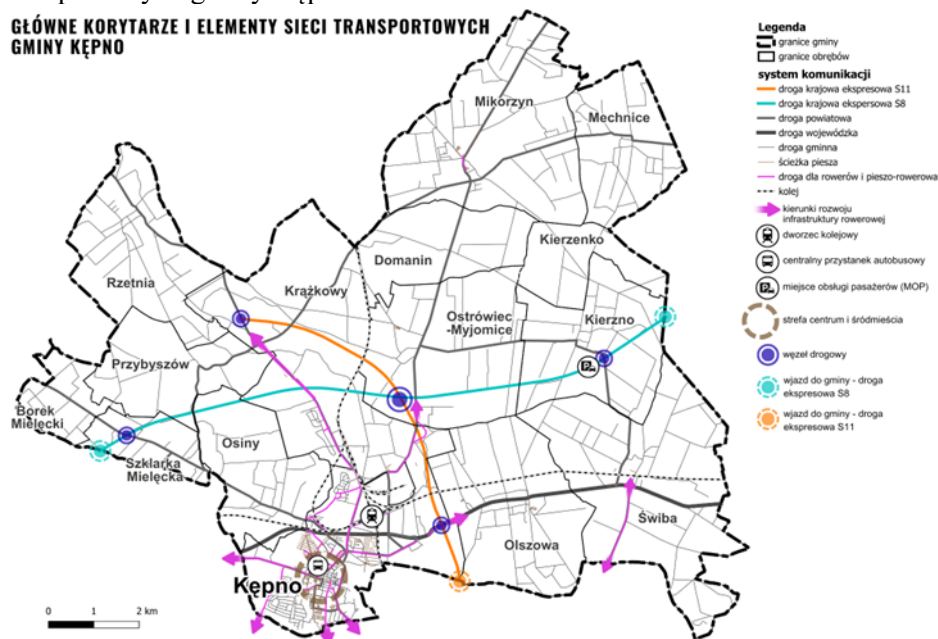 GŁÓWNE KORYTARZE I ELEMENTY SIECI TRANSPORTOWYCH
GMINY KĘPNO
Mikorzyn
Mechnice
Kierzenko
Domanin
Rzetnia
Krążkowy
Ostrówiec
-Myjomice
Kierzno
Przybyszów
Borek
Mielęcki
Osiny
Szklarka
Mielęcka
Świba
Olszowa
Kępno
0 1 2 km
Legenda
granice gminy
granice obrębów
system komunikacji
droga krajowa ekspresowa S11
droga krajowa ekspersowa S8
droga powiatowa
droga wojewódzka
droga gminna
ścieżka piesza
droga dla rowerów i pieszo-rowerowa
kolej
kierunki rozwoju
infrastruktury rowerowej
dworzec kolejowy
centralny przystanek autobusowy
miejsce obsługi pasażerów (MOP)
strefa centrum i śródmieścia
węzeł drogowy
wjazd do gminy - droga
ekspresowa S8
wjazd do gminy - droga
ekspresowa S11